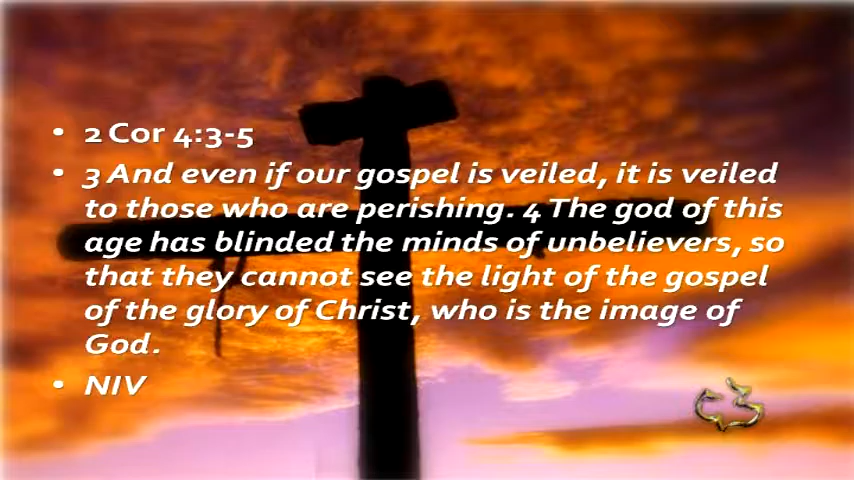 • 2 Cor 4:3-5
• 3 And even if our gospel is veiled, it is veiled
to those who are perishing. 4 The god of this
age has blinded the minds of unbelievers, so
that they cannot see the light of the gospel
of the glory of Christ, who is the image of
God.
• NIV
C3